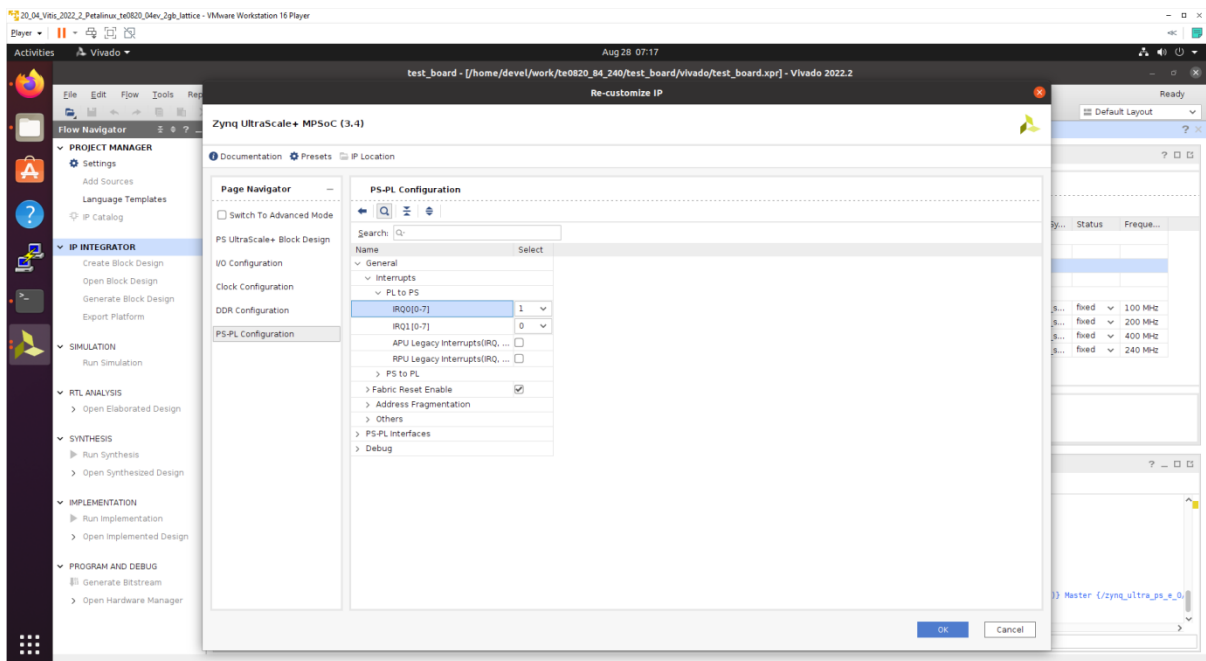 20_04_Vitis_2022_2_Petalinux_te0820_04ev_2gb_lattice - VMware Workstation 16 Player
Player
Activities Vivado Aug 28 07:17
test_board - [/home/devel/work/te0820_84_240/test_board/vivado/test_board.xpr] - Vivado 2022.2
File Edit Flow Tools Rep
Re-customize IP
Ready
Default Layout
Flow Navigator
PROJECT MANAGER
Settings
Add Sources
Language Templates
IP Catalog
IP INTEGRATOR
Create Block Design
Open Block Design
Generate Block Design
Export Platform
SIMULATION
Run Simulation
RTL ANALYSIS
Open Elaborated Design
SYNTHESIS
Run Synthesis
Open Synthesized Design
IMPLEMENTATION
Run Implementation
Open Implemented Design
PROGRAM AND DEBUG
Generate Bitstream
Open Hardware Manager
Zynq UltraScale+ MPSoC (3.4)
Documentation Presets IP Location
Page Navigator
Switch To Advanced Mode
PS UltraScale+ Block Design
I/O Configuration
Clock Configuration
DDR Configuration
PS-PL Configuration
PS-PL Configuration
Search:
Name Select
General
Interrupts
PL to PS
IRQ0[0-7] 1
IRQ1[0-7] 0
APU Legacy Interrupts(IRQ, ...
RPU Legacy Interrupts(IRQ, ...
PS to PL
Fabric Reset Enable
Address Fragmentation
Others
PS-PL Interfaces
Debug
OK Cancel
Sy... Status Freque...
_s... fixed 100 MHz
_s... fixed 200 MHz
_s... fixed 400 MHz
_s... fixed 240 MHz
)} Master {/zynq_ultra_ps_e_0/